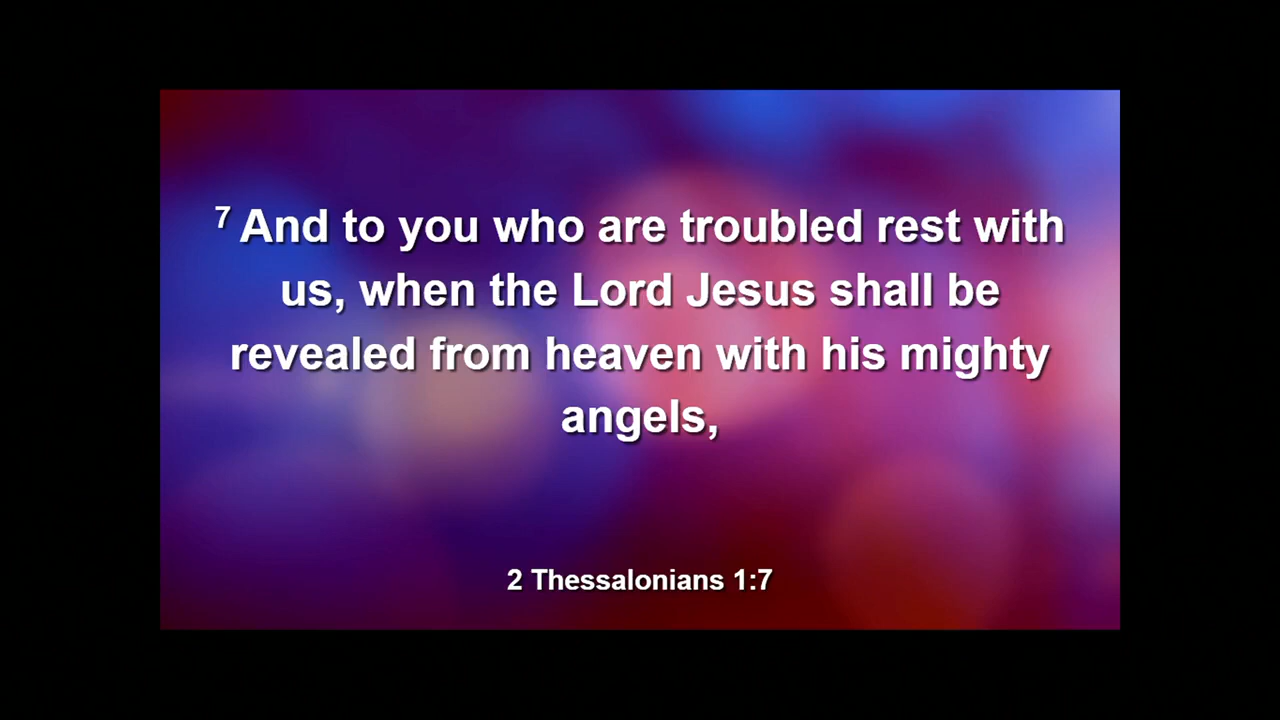 7 And to you who are troubled rest with
us, when the Lord Jesus shall be
revealed from heaven with his mighty
angels,
2 Thessalonians 1:7